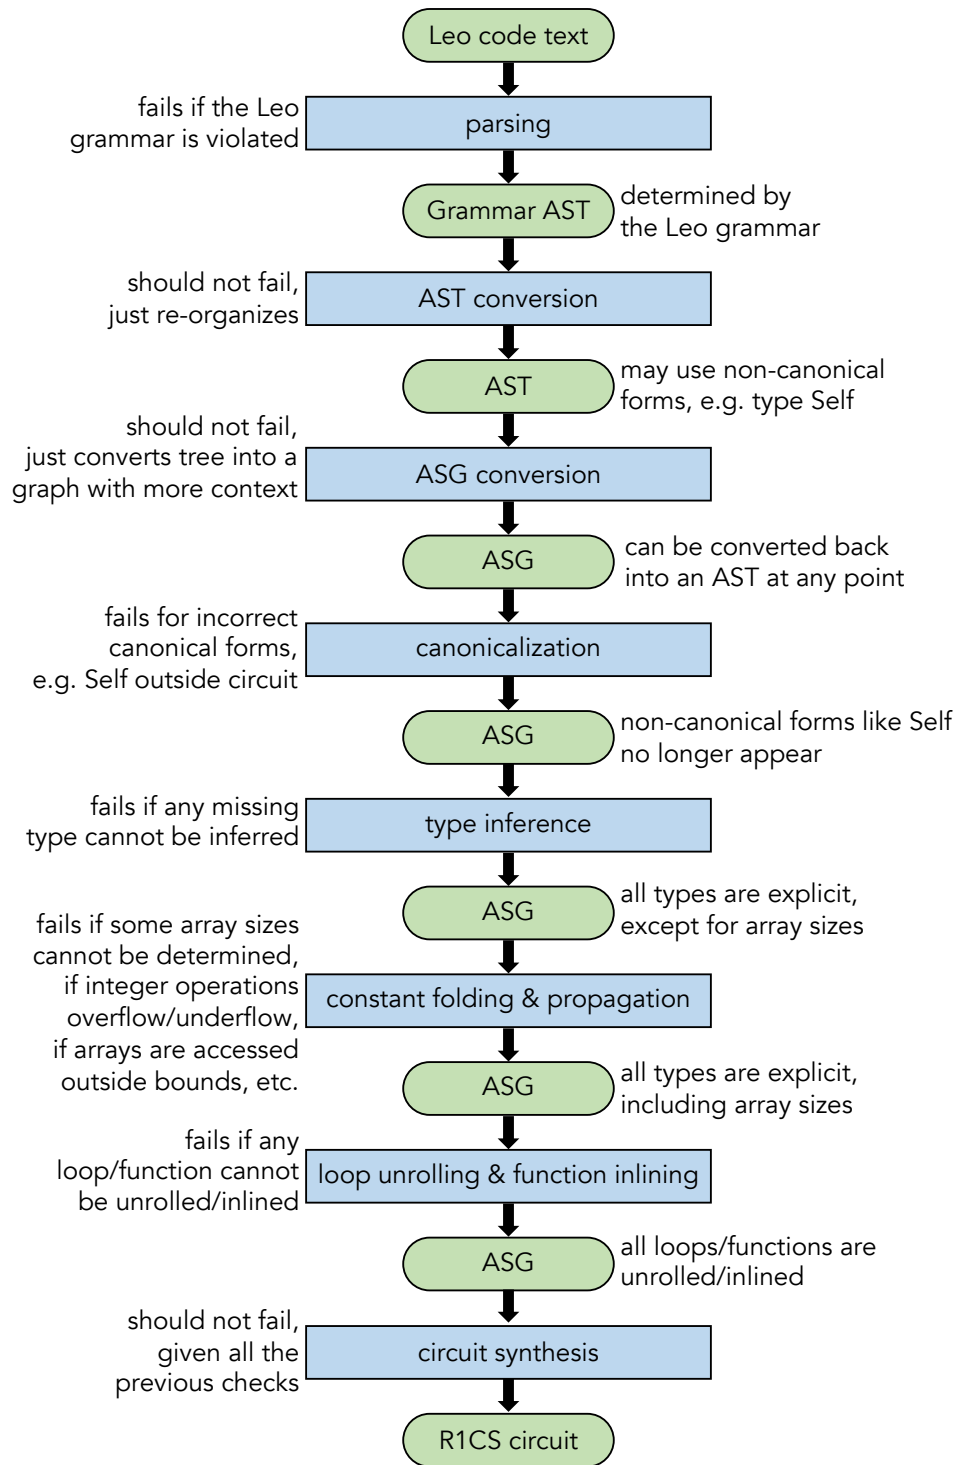 Leo code text
fails if the Leo
grammar is violated
parsing
Grammar AST
determined by
the Leo grammar
should not fail,
just re-organizes
AST conversion
AST
may use non-canonical
forms, e.g. type Self
should not fail,
just converts tree into a
graph with more context
ASG conversion
ASG
can be converted back
into an AST at any point
fails for incorrect
canonical forms,
e.g. Self outside circuit
canonicalization
ASG
non-canonical forms like Self
no longer appear
fails if any missing
type cannot be inferred
type inference
ASG
all types are explicit,
except for array sizes
fails if some array sizes
cannot be determined,
if integer operations
overflow/underflow,
if arrays are accessed
outside bounds, etc.
constant folding & propagation
ASG
all types are explicit,
including array sizes
fails if any
loop/function cannot
be unrolled/inlined
loop unrolling & function inlining
ASG
all loops/functions are
unrolled/inlined
should not fail,
given all the
previous checks
circuit synthesis
R1CS circuit